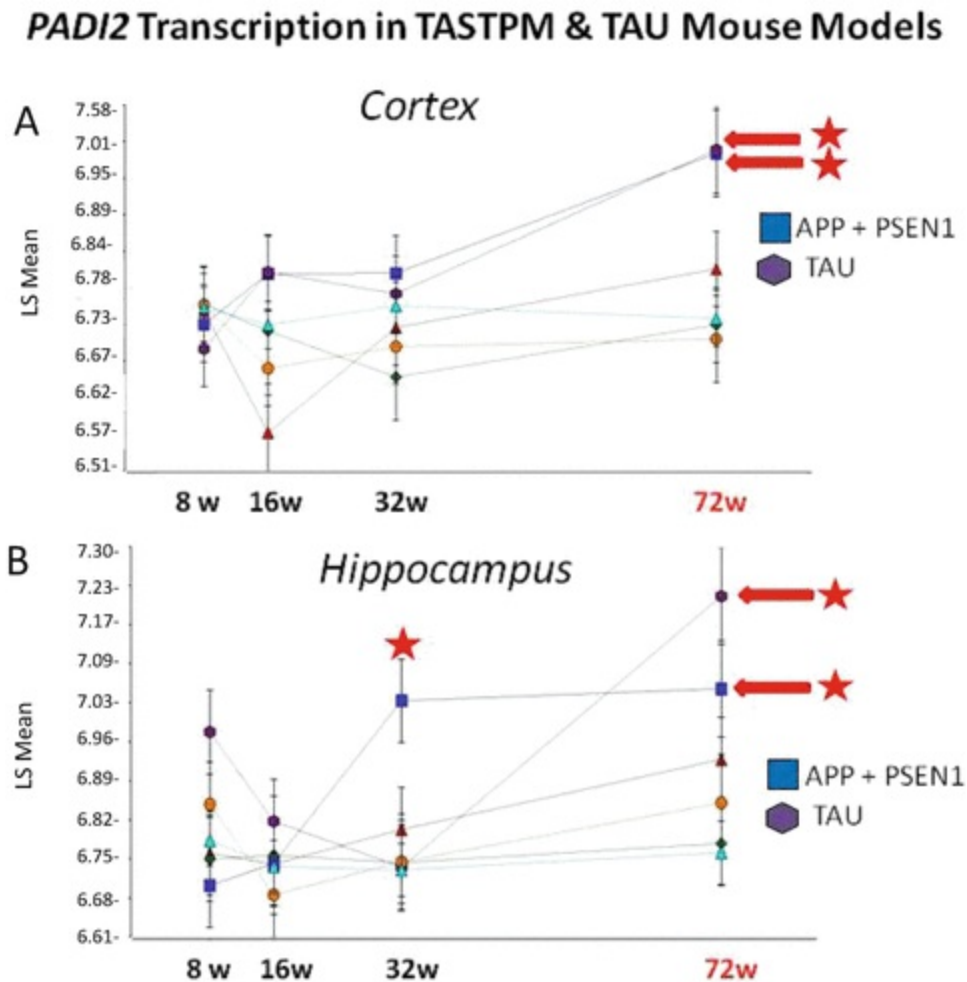 PADI2 Transcription in TASTPM & TAU Mouse Models
A
Cortex
7.58-
7.01-
6.95-
6.89-
6.84-
6.78-
6.73-
6.67-
6.62-
6.57-
6.51-
LS Mean
APP + PSEN1
TAU
8 w 16w 32w 72w
B
Hippocampus
7.30-
7.23-
7.17-
7.09-
7.03-
6.96-
6.89-
6.82-
6.75-
6.68-
6.61-
LS Mean
APP + PSEN1
TAU
8 w 16w 32w 72w